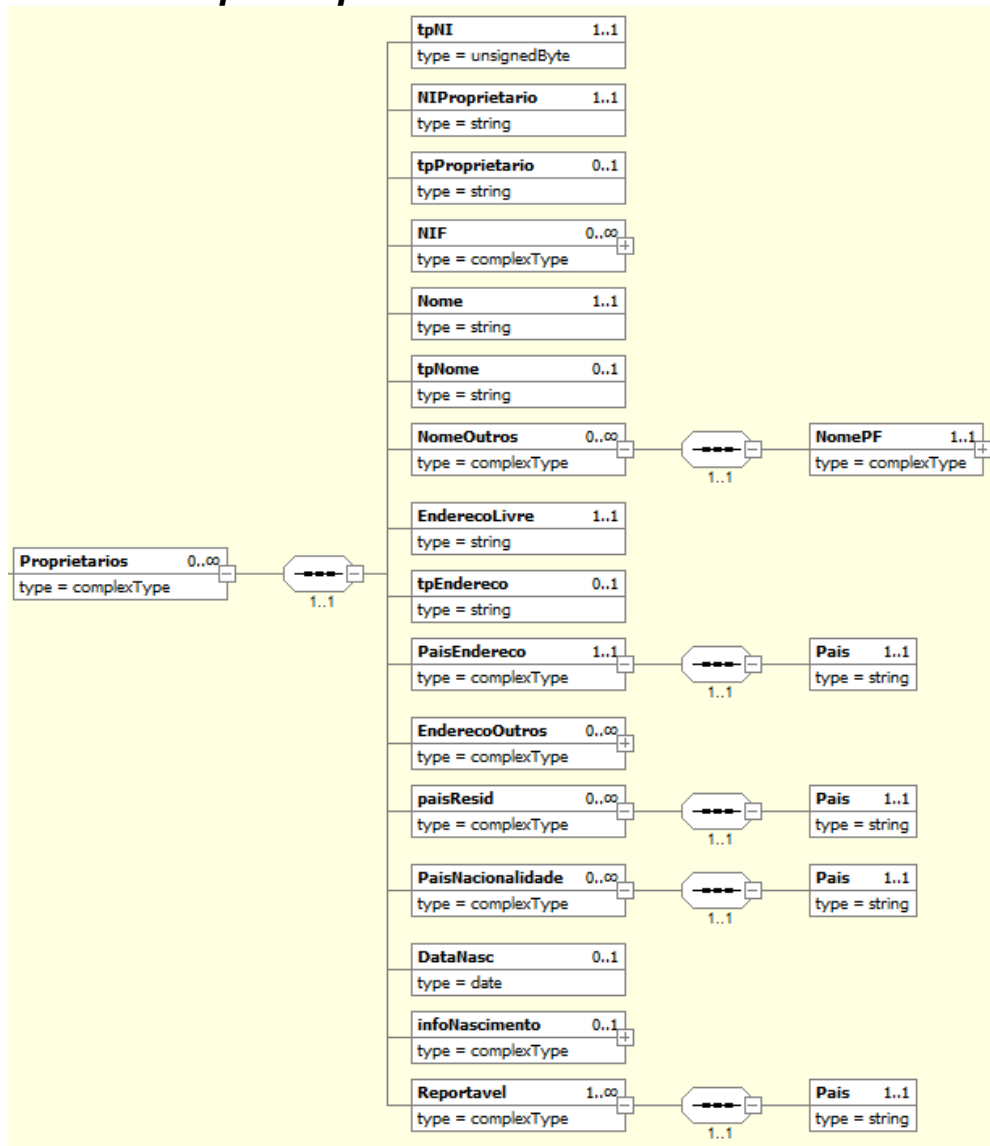 tpNI 1..1
type = unsignedByte
NIProprietario 1..1
type = string
tpProprietario 0..1
type = string
NIF 0..∞
type = complexType
Nome 1..1
type = string
tpNome 0..1
type = string
NomeOutros 0..∞
type = complexType
1..1
NomePF 1..1
type = complexType
EnderecoLivre 1..1
type = string
Proprietarios 0..∞
type = complexType
1..1
tpEndereco 0..1
type = string
PaisEndereco 1..1
type = complexType
1..1
Pais 1..1
type = string
EnderecoOutros 0..∞
type = complexType
paisResid 0..∞
type = complexType
1..1
Pais 1..1
type = string
PaisNacionalidade 0..∞
type = complexType
1..1
Pais 1..1
type = string
DataNasc 0..1
type = date
infoNascimento 0..1
type = complexType
Reportavel 1..∞
type = complexType
1..1
Pais 1..1
type = string